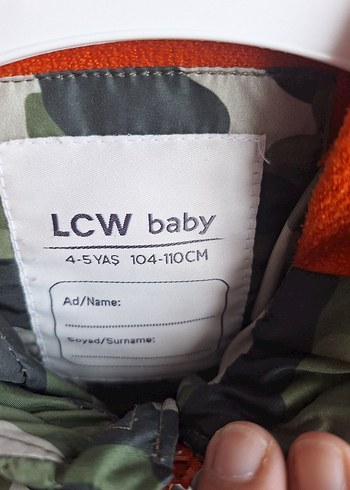 LCW baby
4-5 YAŞ 104-110CM
Ad/Name:
Soyad/Surname: